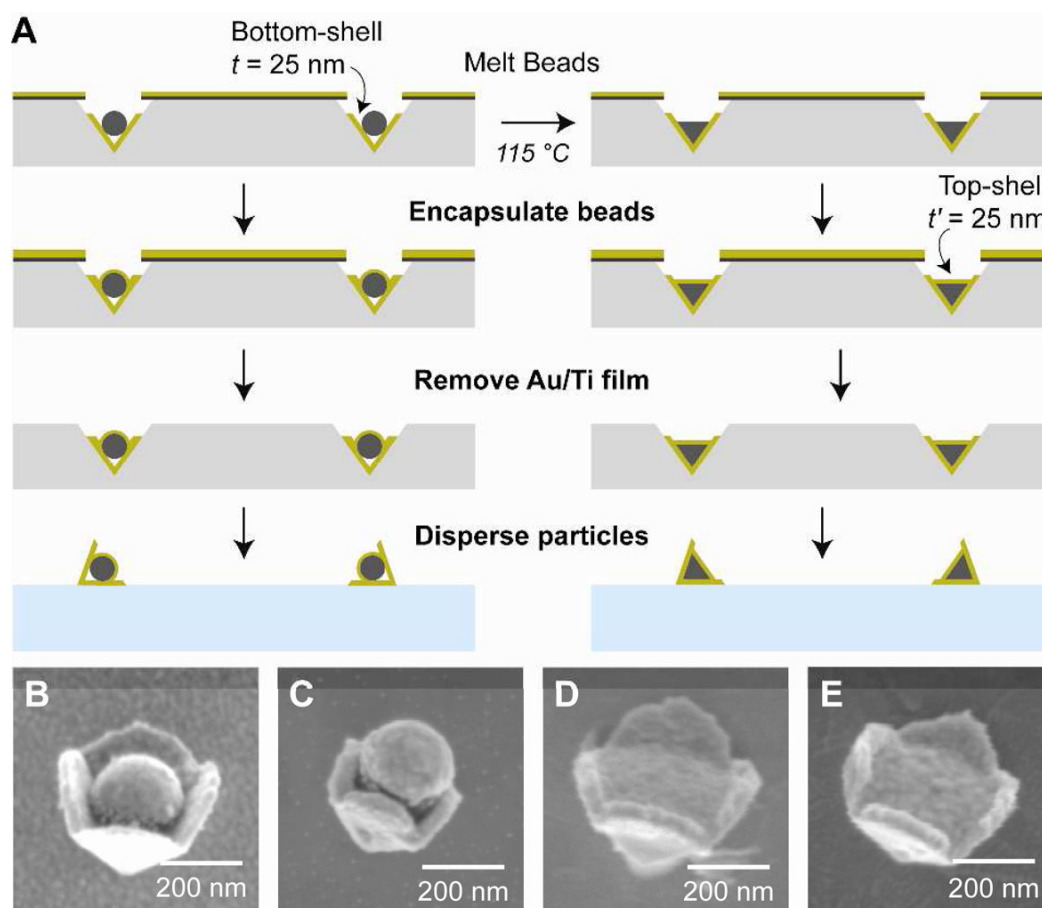 A
Bottom-shell
t = 25 nm
Melt Beads
115 °C
Encapsulate beads
Top-shell
t' = 25 nm
Remove Au/Ti film
Disperse particles
B
200 nm
C
200 nm
D
200 nm
E
200 nm